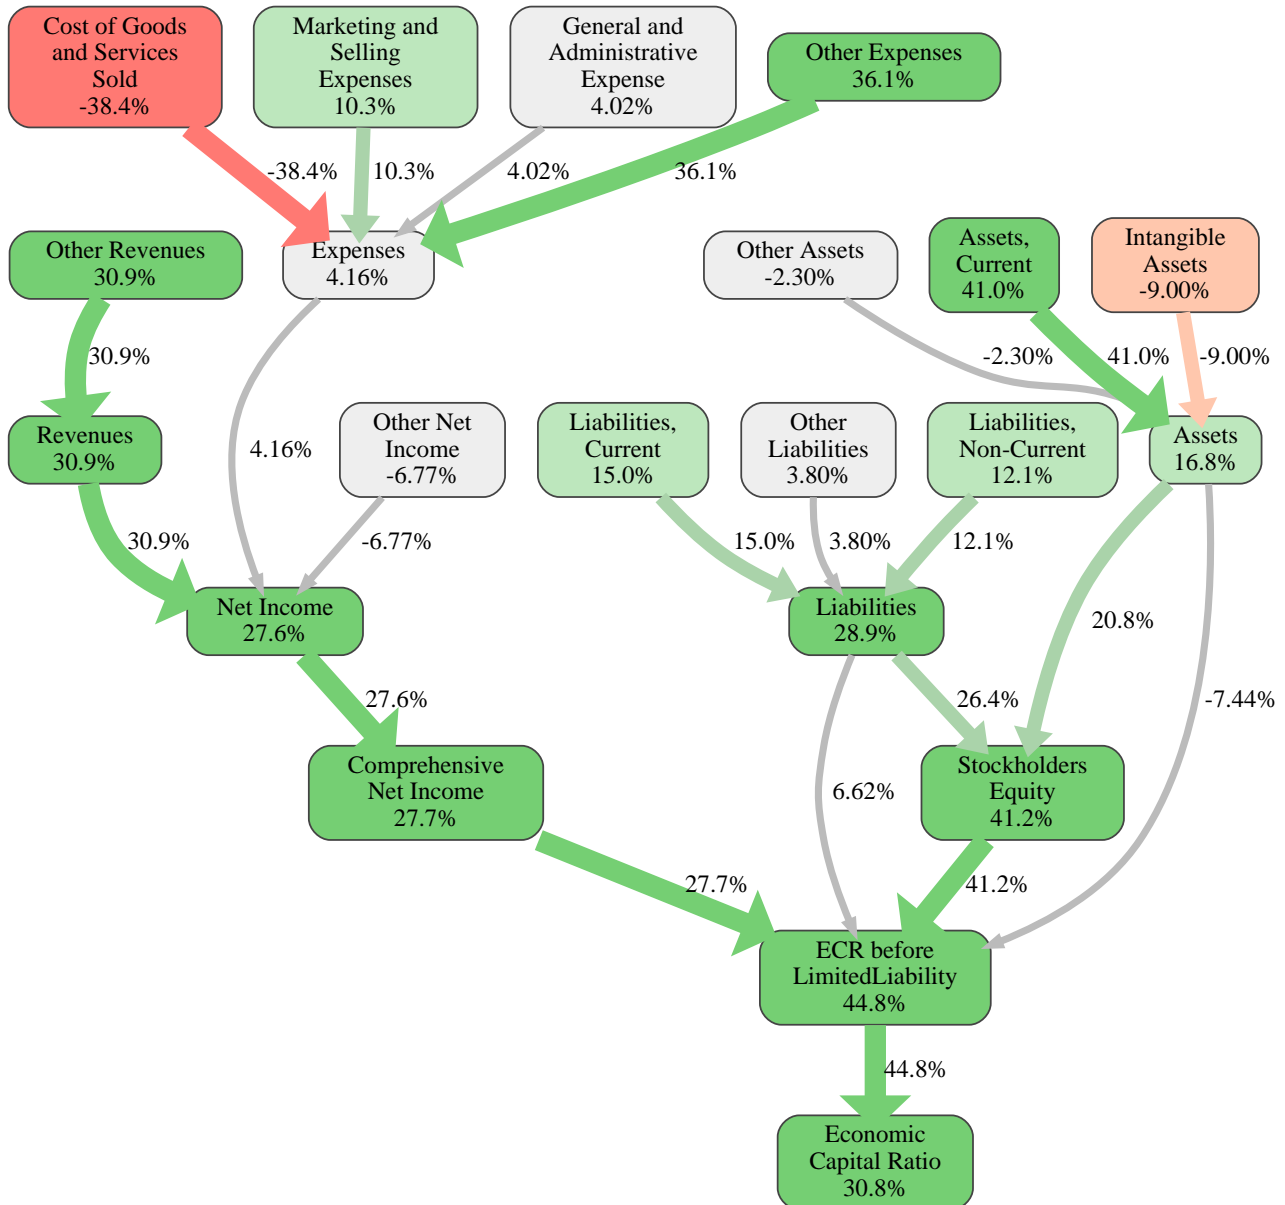 Cost of Goods
and Services
Sold
-38.4%
Marketing and
Selling
Expenses
10.3%
General and
Administrative
Expense
4.02%
Other Expenses
36.1%
-38.4%
10.3%
4.02%
36.1%
Other Revenues
30.9%
Expenses
4.16%
Other Assets
-2.30%
Assets,
Current
41.0%
Intangible
Assets
-9.00%
30.9%
-2.30%
41.0%
-9.00%
Revenues
30.9%
4.16%
Other Net
Income
-6.77%
Liabilities,
Current
15.0%
Other
Liabilities
3.80%
Liabilities,
Non-Current
12.1%
Assets
16.8%
30.9%
-6.77%
15.0%
3.80%
12.1%
Net Income
27.6%
Liabilities
28.9%
20.8%
27.6%
26.4%
-7.44%
Comprehensive
Net Income
27.7%
6.62%
Stockholders
Equity
41.2%
27.7%
41.2%
ECR before
LimitedLiability
44.8%
44.8%
Economic
Capital Ratio
30.8%